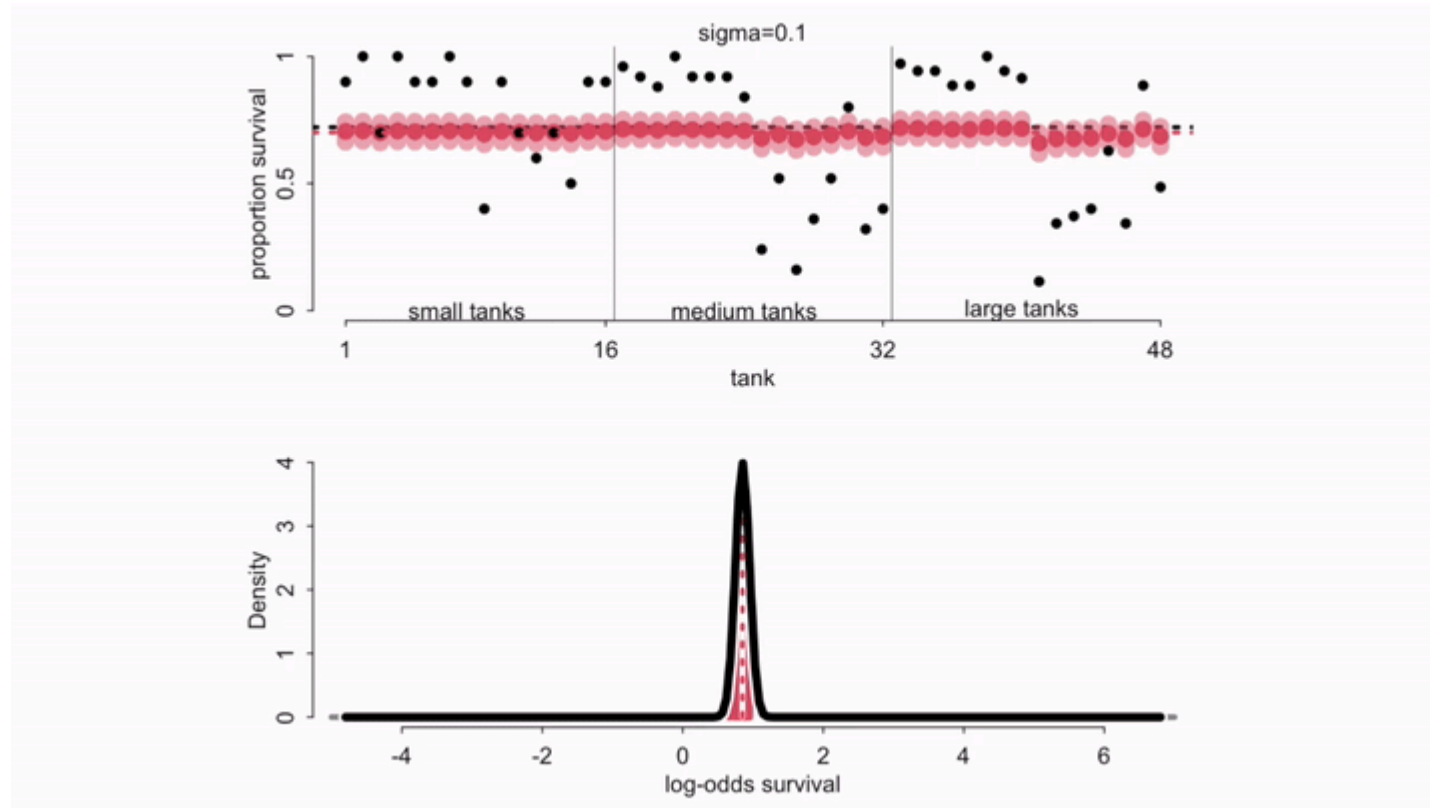 sigma=0.1
proportion survival
1
0.5
0
small tanks
medium tanks
large tanks
1 16 32 48
tank
Density
4
3
2
1
0
-4 -2 0 2 4 6
log-odds survival